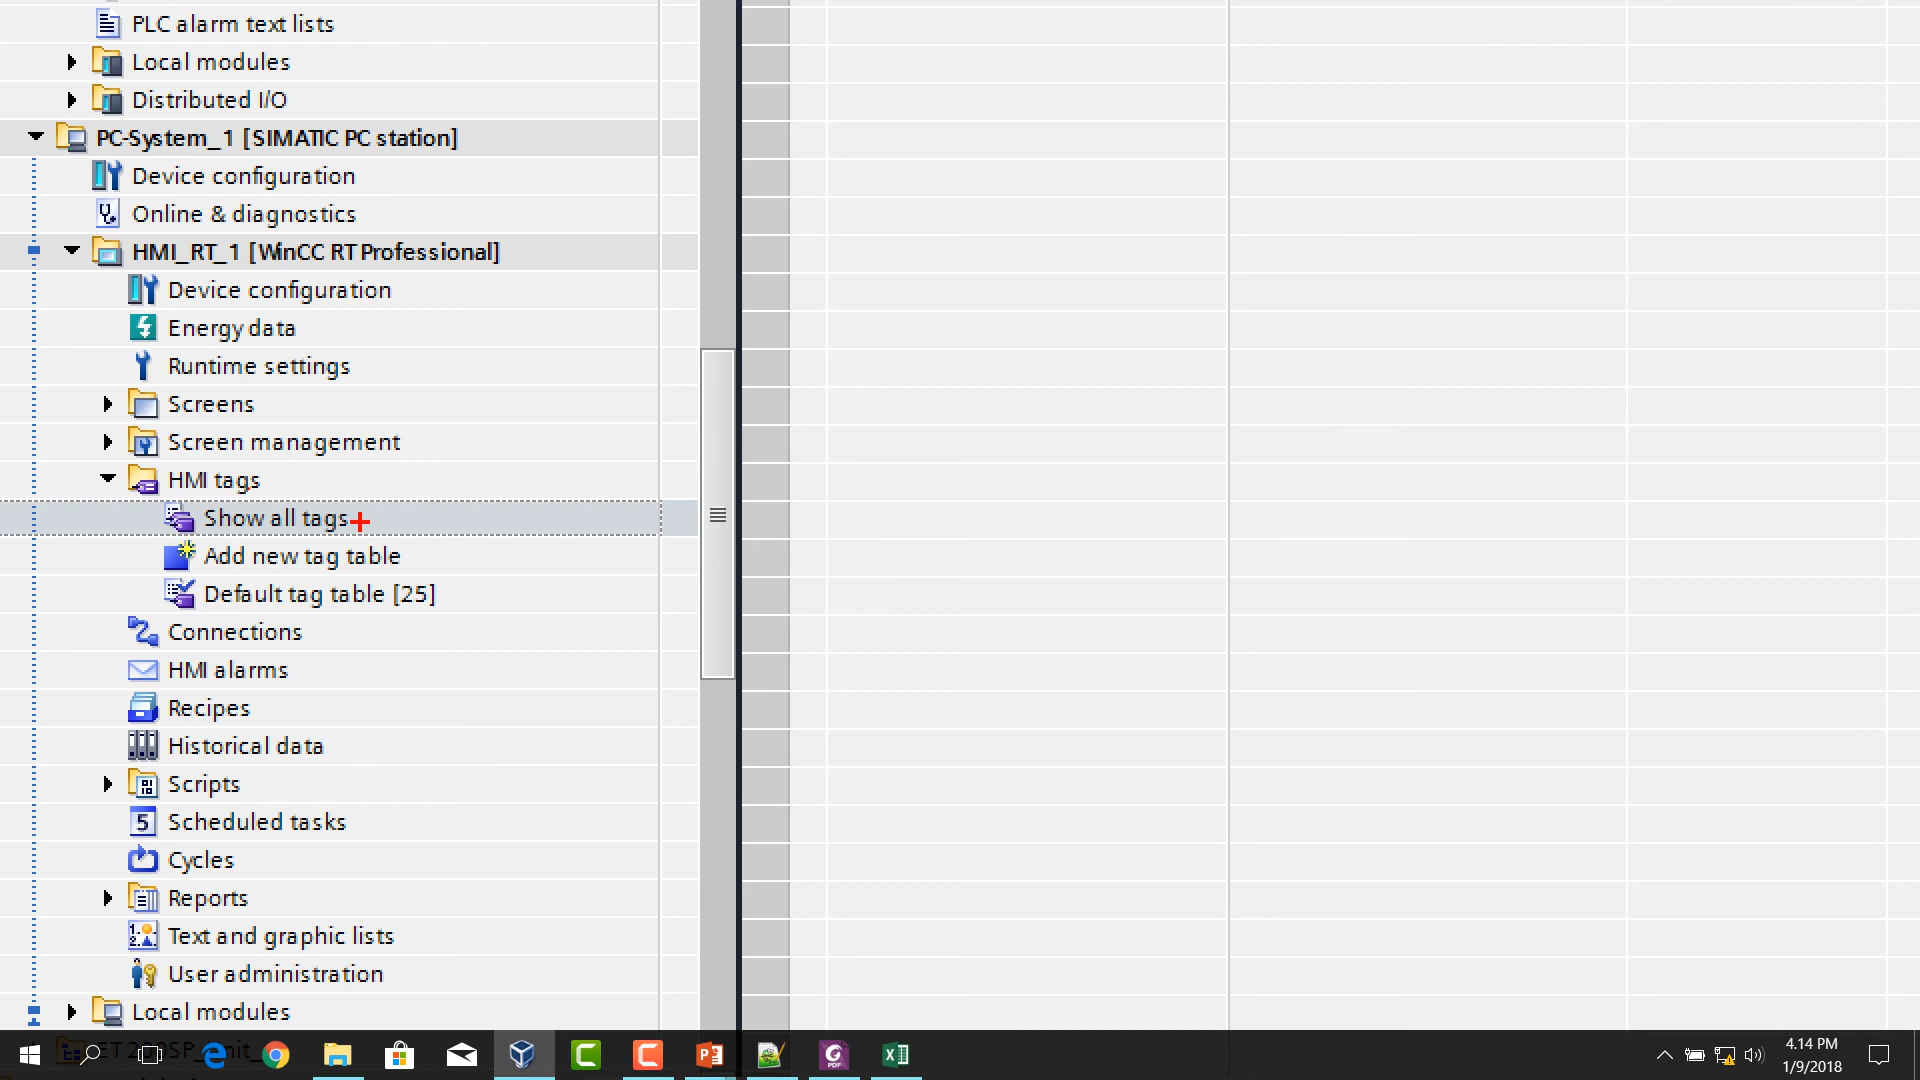 PLC alarm text lists
Local modules
Distributed I/O
PC-System_1 [SIMATIC PC station]
Device configuration
Online & diagnostics
HMI_RT_1 [WinCC RT Professional]
Device configuration
Energy data
Runtime settings
Screens
Screen management
HMI tags
Show all tags
Add new tag table
Default tag table [25]
Connections
HMI alarms
Recipes
Historical data
Scripts
Scheduled tasks
Cycles
Reports
Text and graphic lists
User administration
Local modules
4.14 PM
1/9/2018